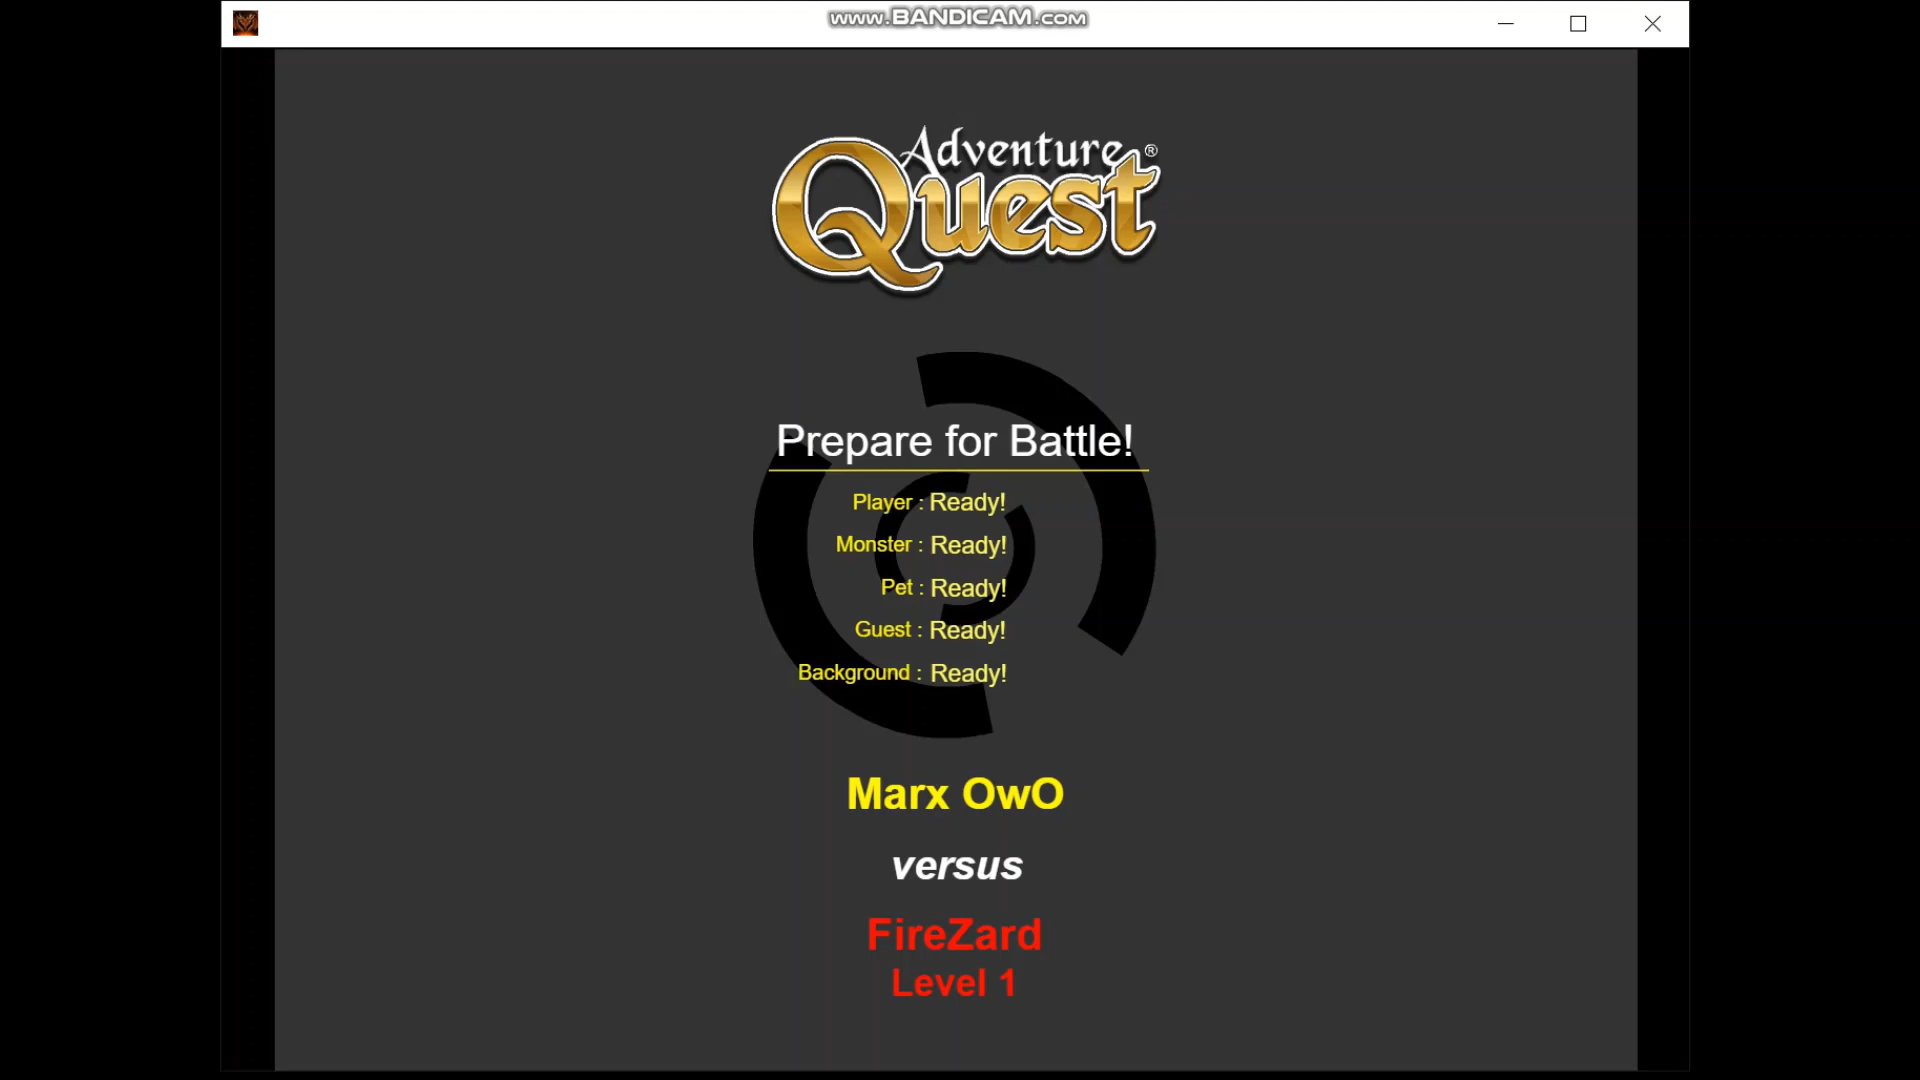 www.BANDICAM.com
Adventure ®
Quest
Prepare for Battle!
Player : Ready!
Monster : Ready!
Pet : Ready!
Guest : Ready!
Background : Ready!
Marx OwO
versus
FireZard
Level 1